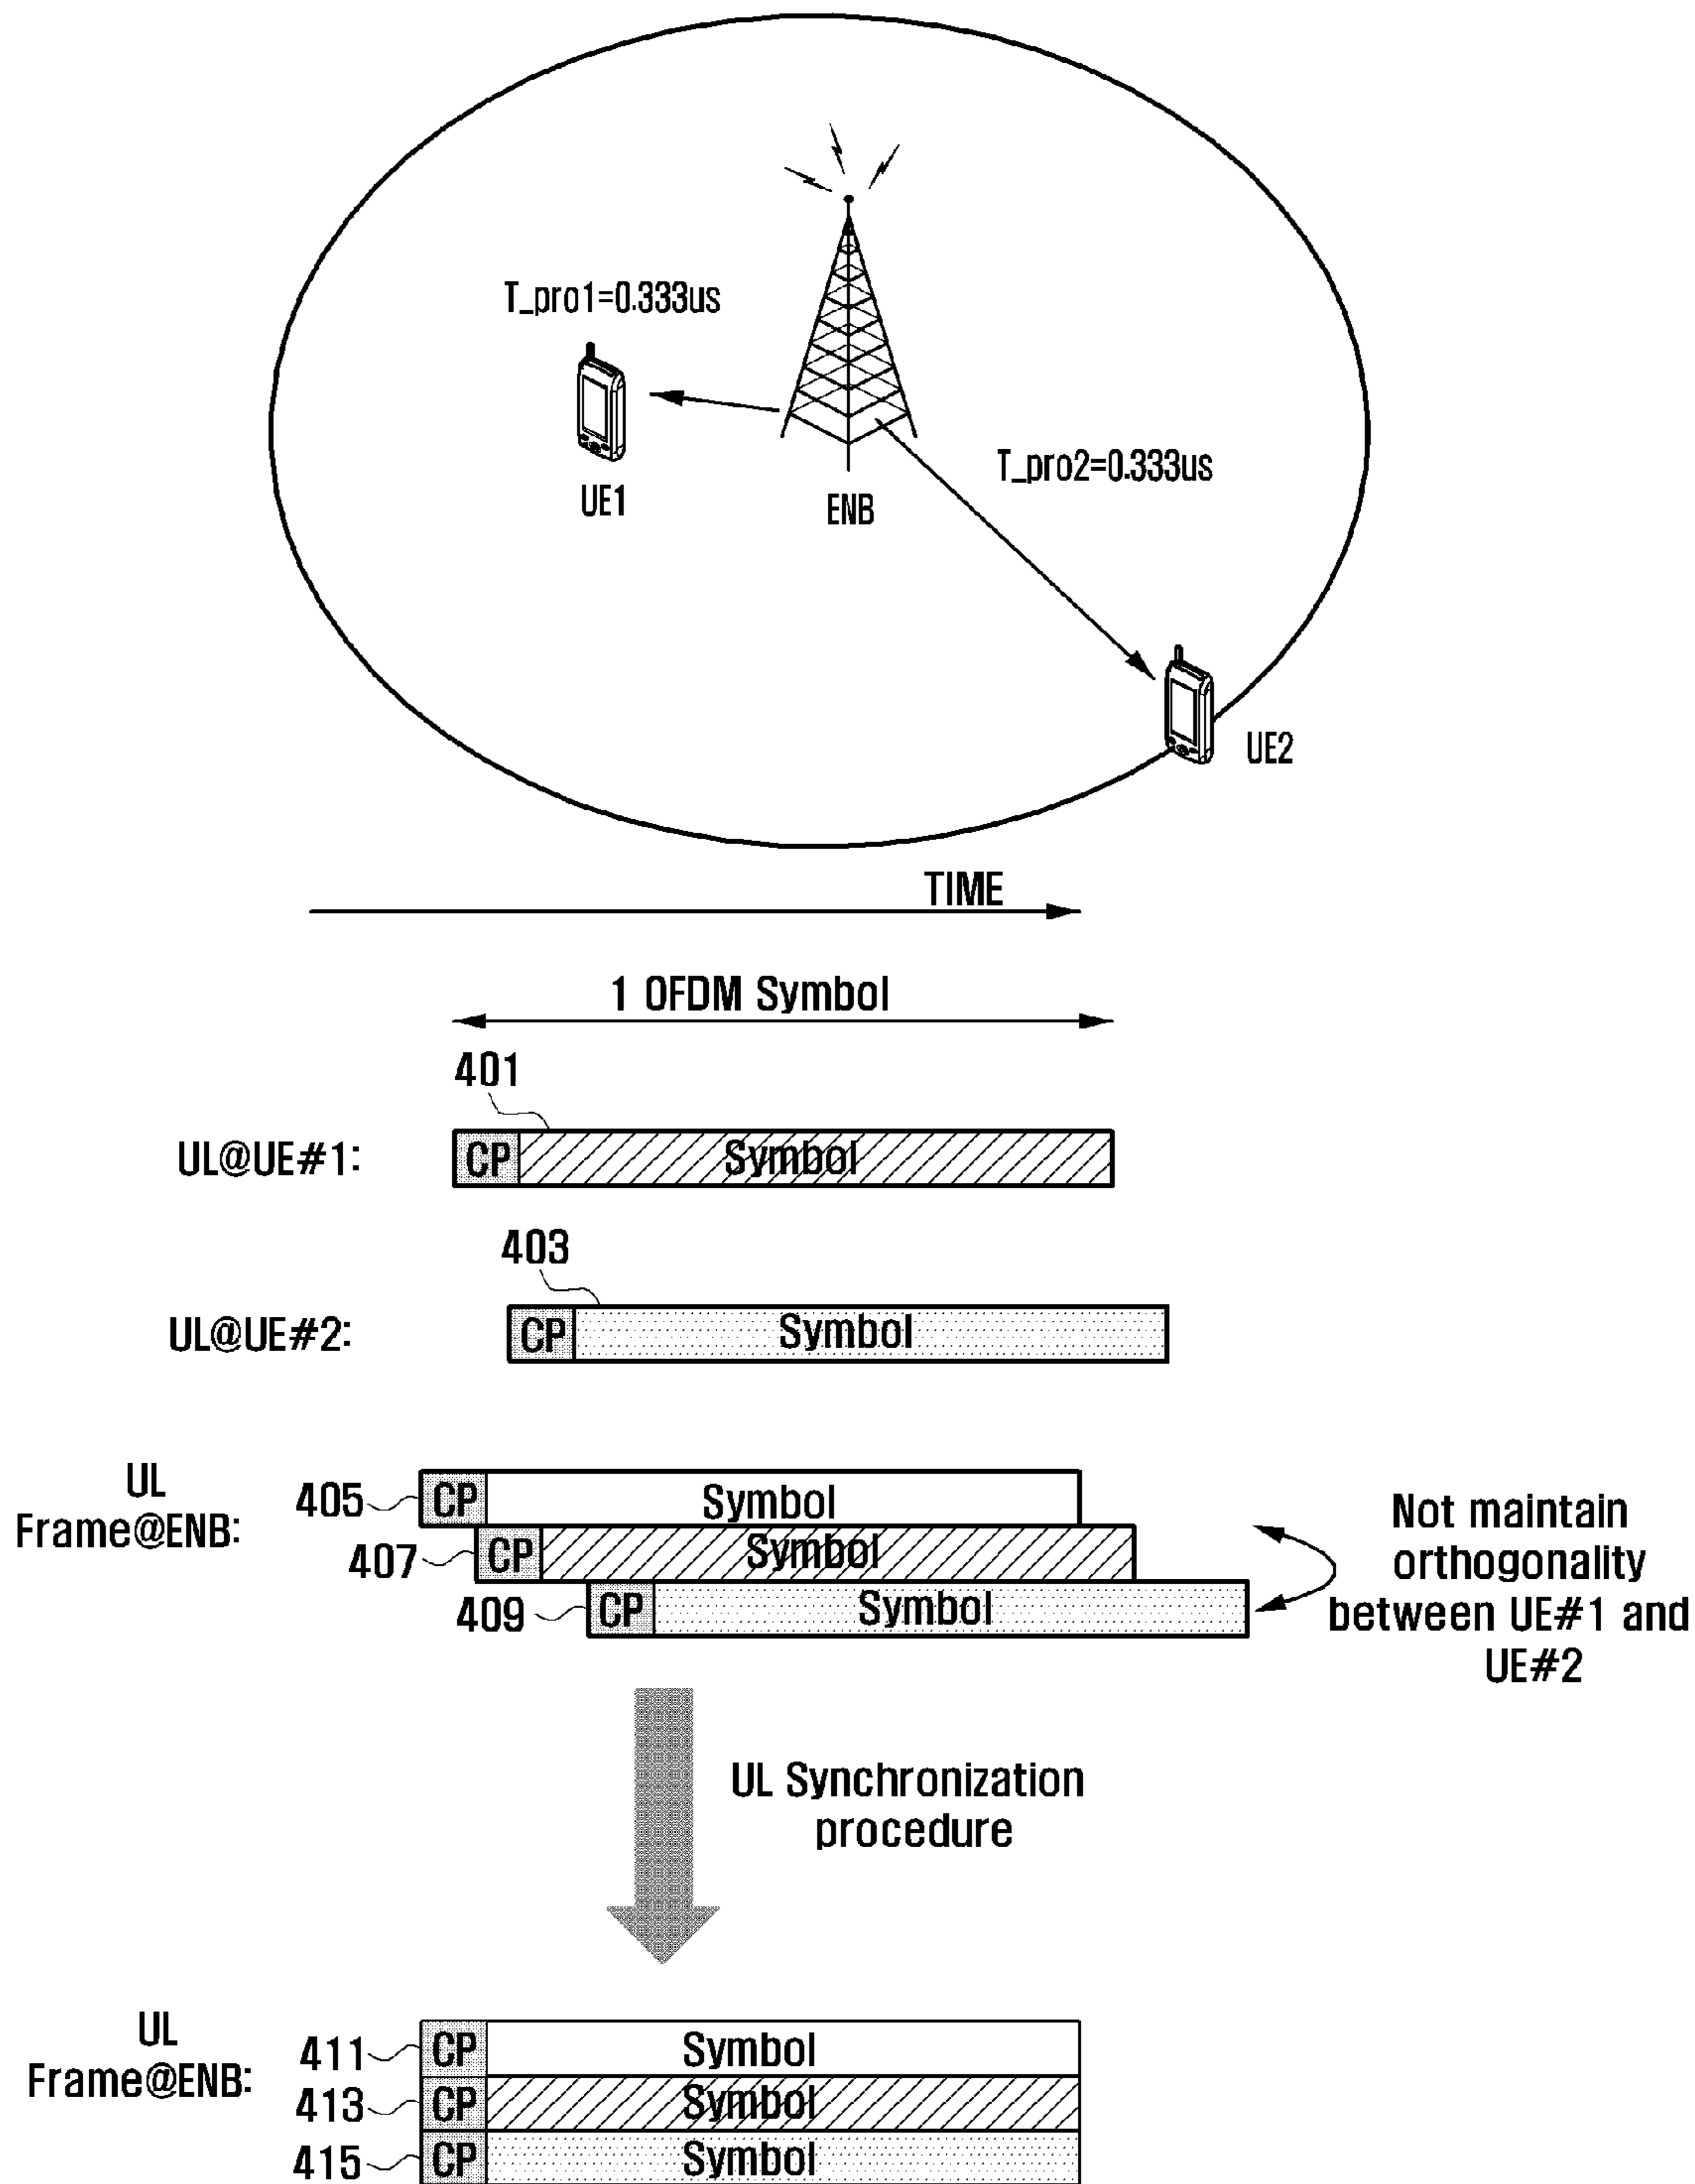 T_pro1=0.333us
T_pro2=0.333us
UE1
ENB
UE2
TIME
1 OFDM Symbol
401
UL@UE#1:
CP
Symbol
403
UL@UE#2:
CP
Symbol
UL
Frame@ENB:
405
CP
Symbol
407
CP
Symbol
409
CP
Symbol
Not maintain
orthogonality
between UE#1 and
UE#2
UL Synchronization
procedure
UL
Frame@ENB:
411
CP
Symbol
413
CP
Symbol
415
CP
Symbol